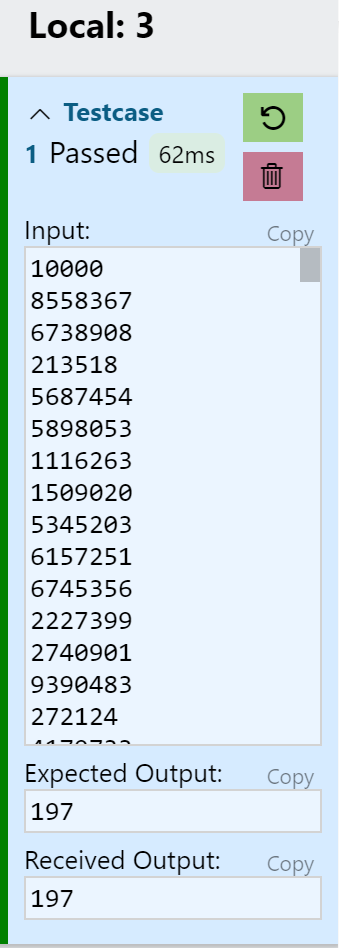 Local: 3
Testcase
1 Passed 62ms
Input: Copy
10000
8558367
6738908
213518
5687454
5898053
1116263
1509020
5345203
6157251
6745356
2227399
2740901
9390483
272124
Expected Output: Copy
197
Received Output: Copy
197